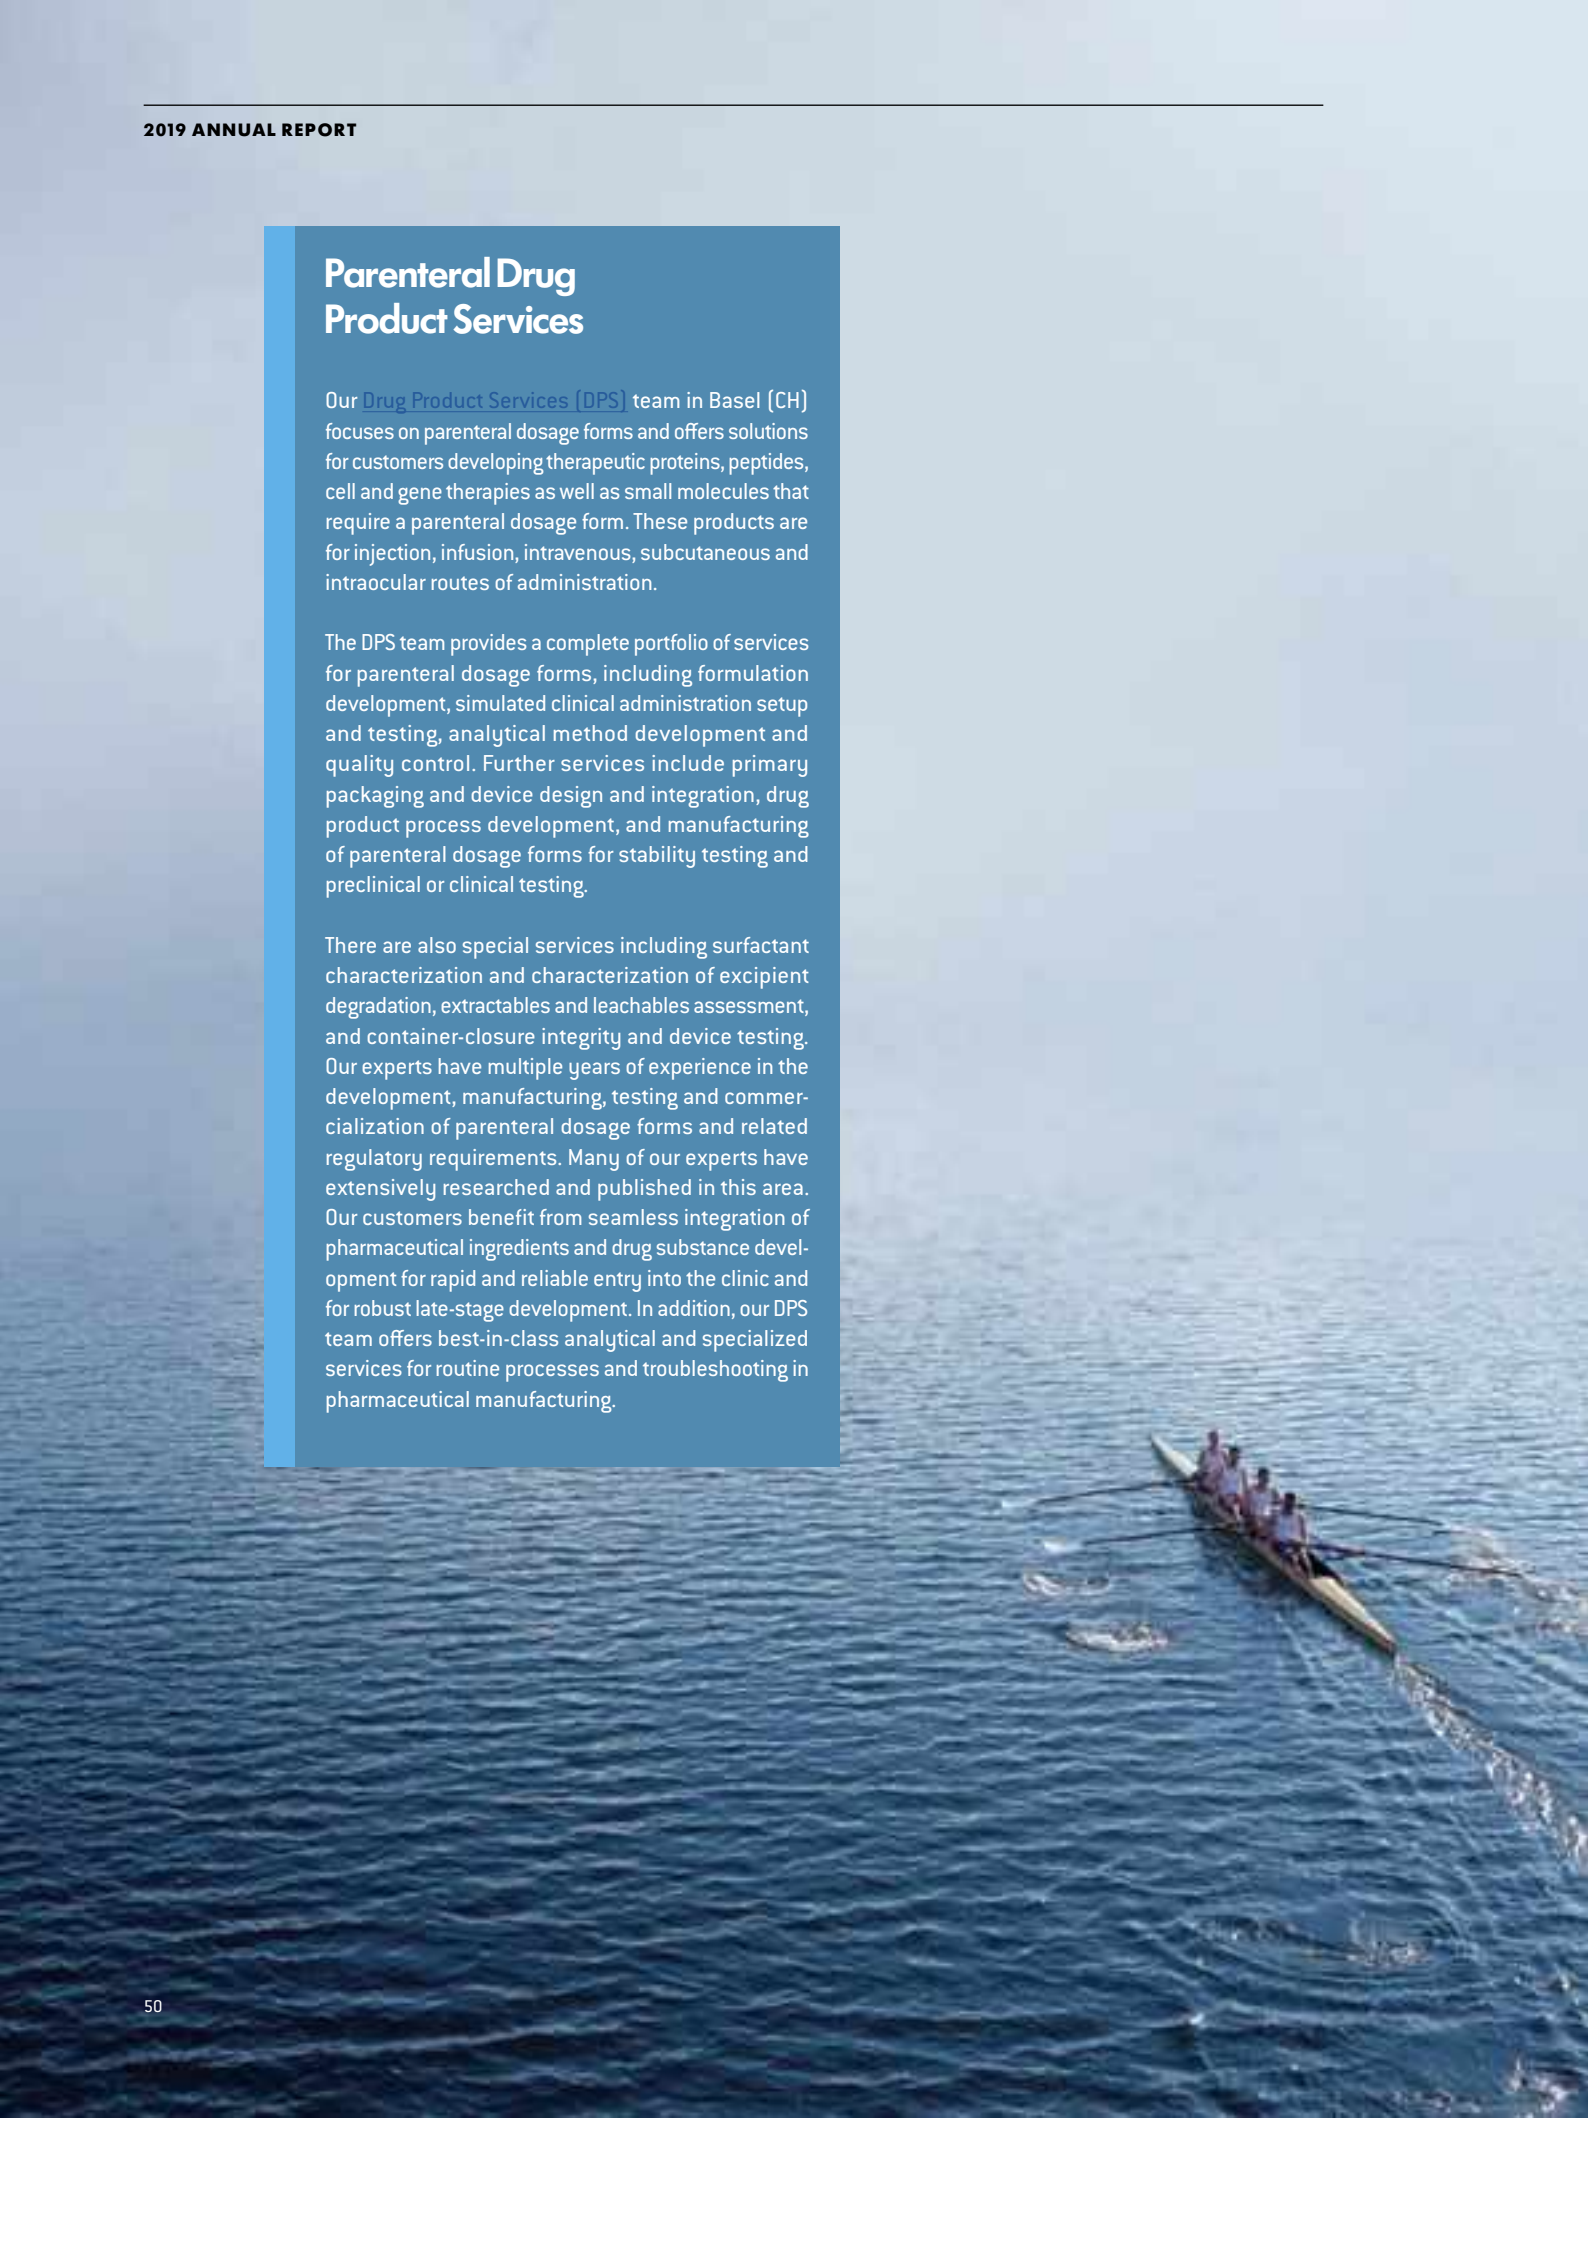 2019 ANNUAL REPORT
Parenteral Drug
Product Services
Our Drug Product Services (DPS) team in Basel (CH)
focuses on parenteral dosage forms and offers solutions
for customers developing therapeutic proteins, peptides,
cell and gene therapies as well as small molecules that
require a parenteral dosage form. These products are
for injection, infusion, intravenous, subcutaneous and
intraocular routes of administration.
The DPS team provides a complete portfolio of services
for parenteral dosage forms, including formulation
development, simulated clinical administration setup
and testing, analytical method development and
quality control. Further services include primary
packaging and device design and integration, drug
product process development, and manufacturing
of parenteral dosage forms for stability testing and
preclinical or clinical testing.
There are also special services including surfactant
characterization and characterization of excipient
degradation, extractables and leachables assessment,
and container-closure integrity and device testing.
Our experts have multiple years of experience in the
development, manufacturing, testing and commer-
cialization of parenteral dosage forms and related
regulatory requirements. Many of our experts have
extensively researched and published in this area.
Our customers benefit from seamless integration of
pharmaceutical ingredients and drug substance devel-
opment for rapid and reliable entry into the clinic and
for robust late-stage development. In addition, our DPS
team offers best-in-class analytical and specialized
services for routine processes and troubleshooting in
pharmaceutical manufacturing.
50